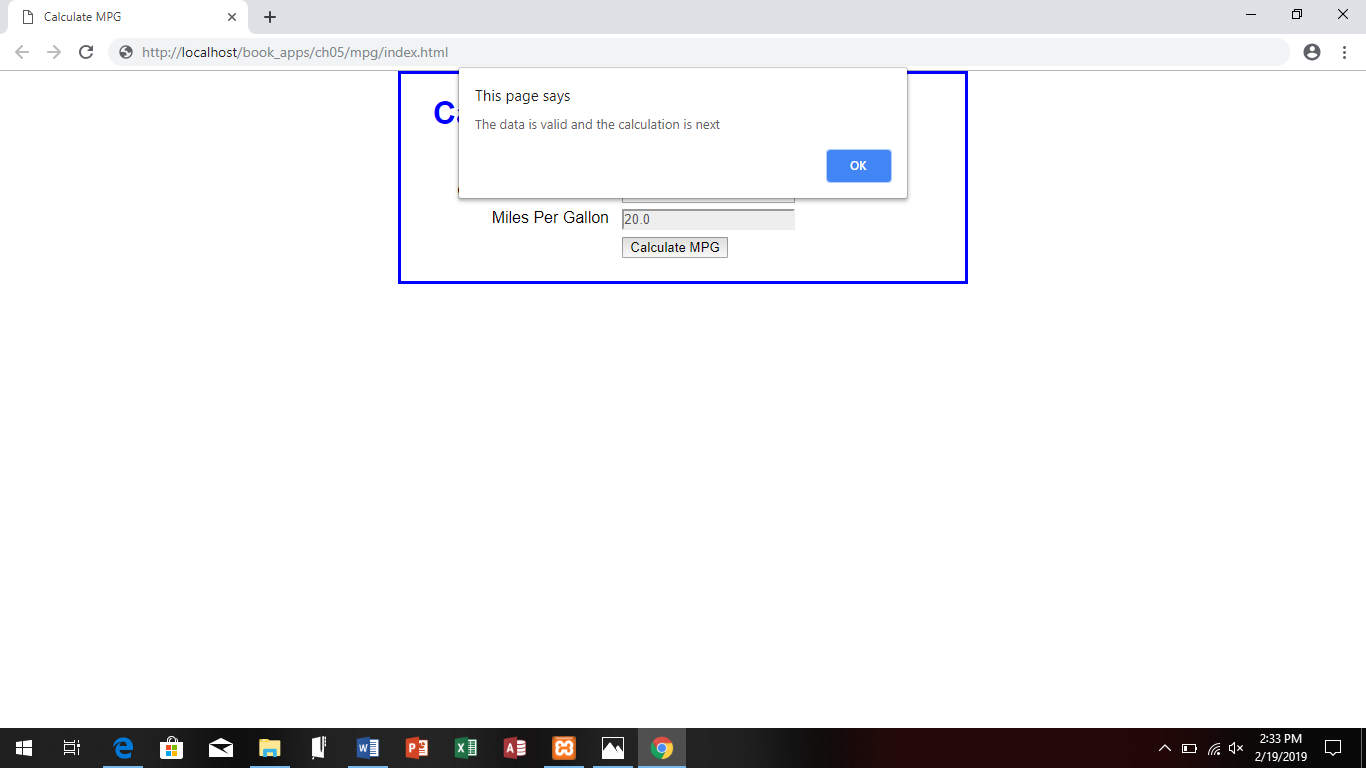 Calculate MPG
http://localhost/book_apps/ch05/mpg/index.html
This page says
The data is valid and the calculation is next
OK
Miles Per Gallon 20.0
Calculate MPG
2:33 PM
2/19/2019